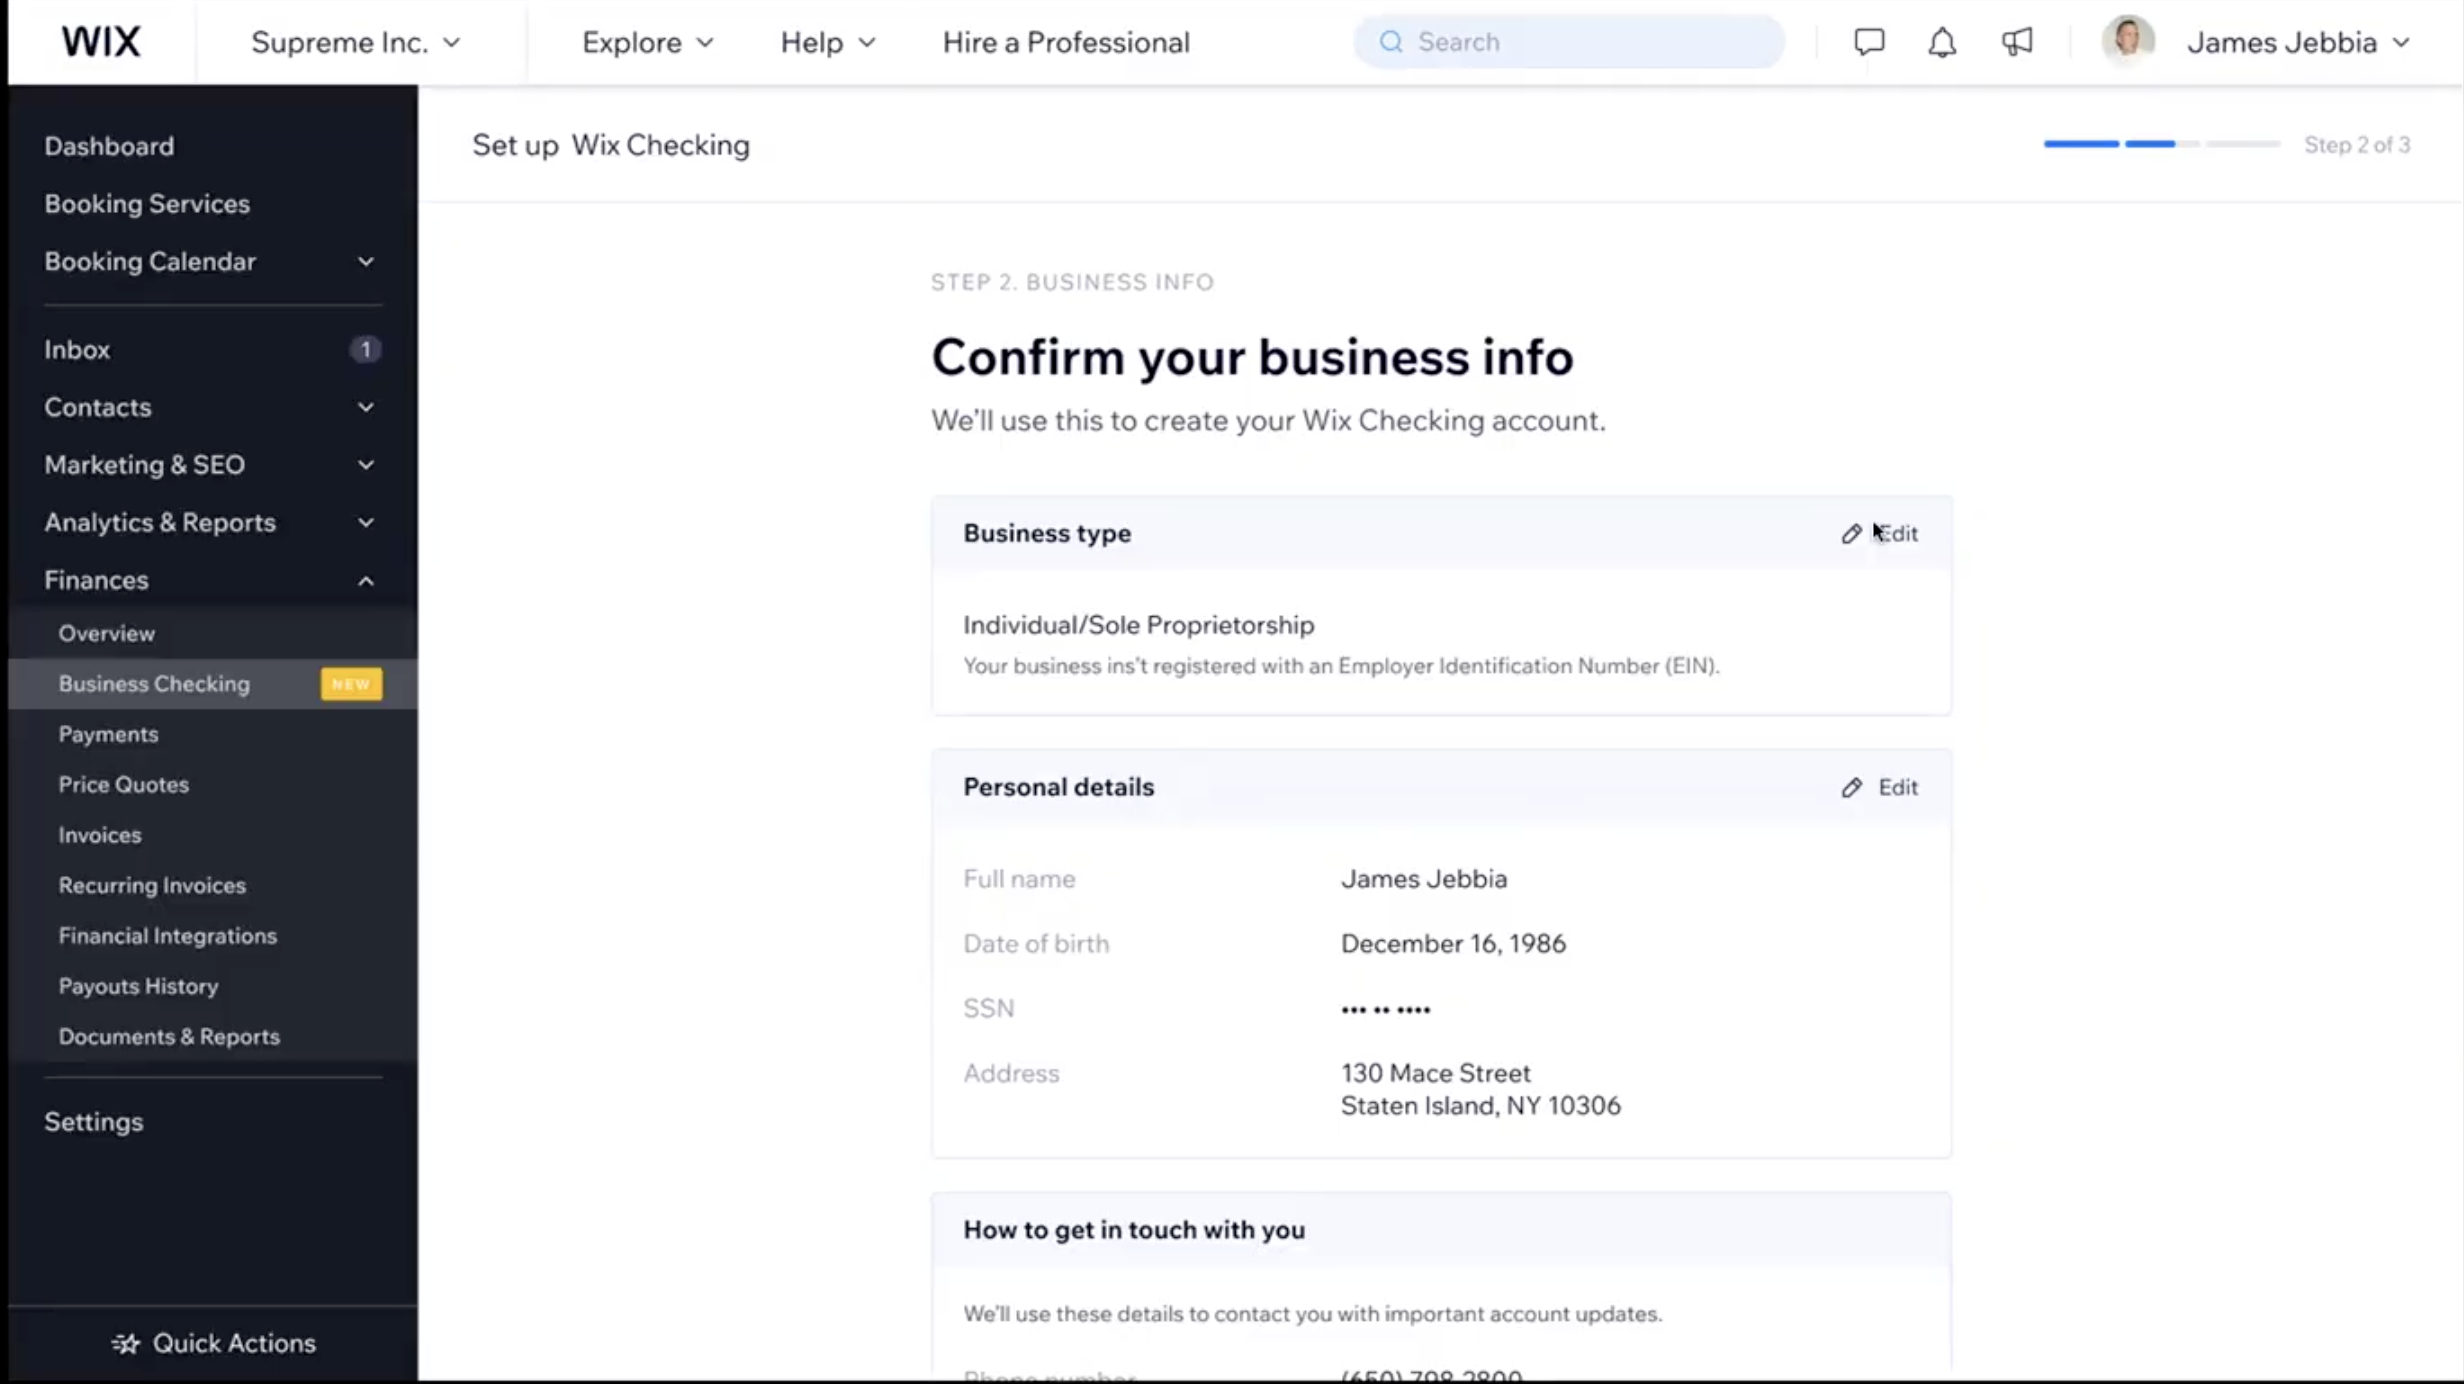 WIX
Supreme Inc.
Explore
Help
Hire a Professional
Search
James Jebbia
Dashboard
Booking Services
Booking Calendar
Inbox
1
Contacts
Marketing & SEO
Analytics & Reports
Finances
Overview
Business Checking
NEW
Payments
Price Quotes
Invoices
Recurring Invoices
Financial Integrations
Payouts History
Documents & Reports
Settings
Quick Actions
Set up Wix Checking
Step 2 of 3
STEP 2. BUSINESS INFO
Confirm your business info
We'll use this to create your Wix Checking account.
Business type
Edit
Individual/Sole Proprietorship
Your business ins't registered with an Employer Identification Number (EIN).
Personal details
Edit
Full name
James Jebbia
Date of birth
December 16, 1986
SSN
••• •• ••••
Address
130 Mace Street
Staten Island, NY 10306
How to get in touch with you
We'll use these details to contact you with important account updates.
Phone number
(650) 798 2800